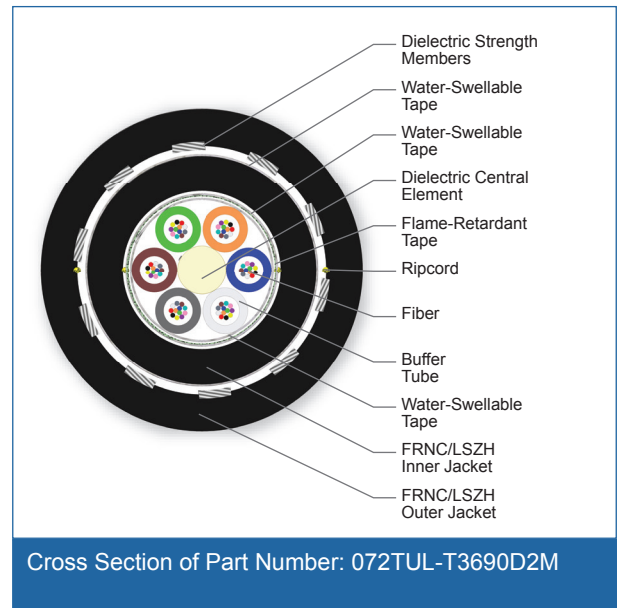 Dielectric Strength
Members
Water-Swellable
Tape
Water-Swellable
Tape
Dielectric Central
Element
Flame-Retardant
Tape
Ripcord
Fiber
Buffer
Tube
Water-Swellable
Tape
FRNC/LSZH
Inner Jacket
FRNC/LSZH
Outer Jacket
Cross Section of Part Number: 072TUL-T3690D2M